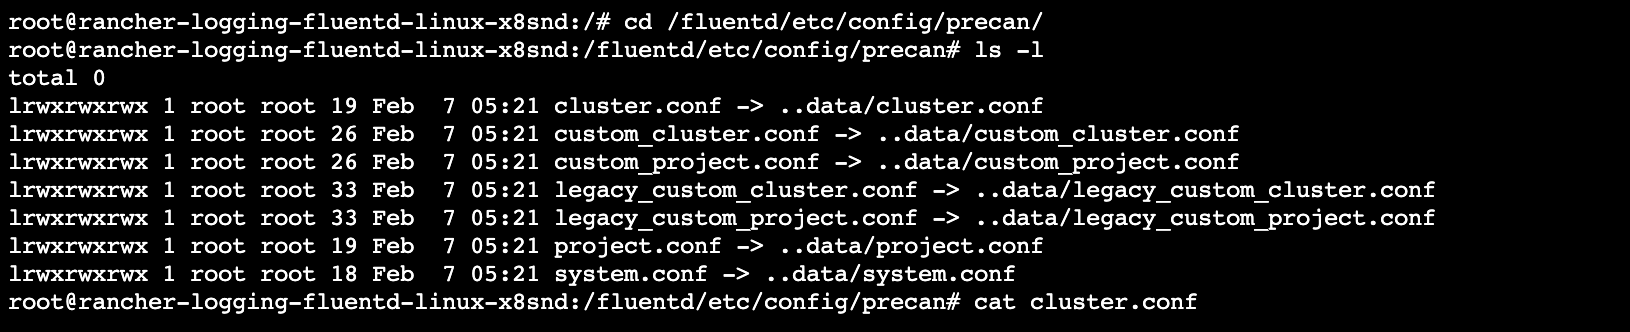 root@rancher-logging-fluentd-linux-x8snd:/# cd /fluentd/etc/config/precan/
root@rancher-logging-fluentd-linux-x8snd:/fluentd/etc/config/precan# ls -l
total 0
lrwxrwxrwx 1 root root 19 Feb  7 05:21 cluster.conf -> ..data/cluster.conf
lrwxrwxrwx 1 root root 26 Feb  7 05:21 custom_cluster.conf -> ..data/custom_cluster.conf
lrwxrwxrwx 1 root root 26 Feb  7 05:21 custom_project.conf -> ..data/custom_project.conf
lrwxrwxrwx 1 root root 33 Feb  7 05:21 legacy_custom_cluster.conf -> ..data/legacy_custom_cluster.conf
lrwxrwxrwx 1 root root 33 Feb  7 05:21 legacy_custom_project.conf -> ..data/legacy_custom_project.conf
lrwxrwxrwx 1 root root 19 Feb  7 05:21 project.conf -> ..data/project.conf
lrwxrwxrwx 1 root root 18 Feb  7 05:21 system.conf -> ..data/system.conf
root@rancher-logging-fluentd-linux-x8snd:/fluentd/etc/config/precan# cat cluster.conf